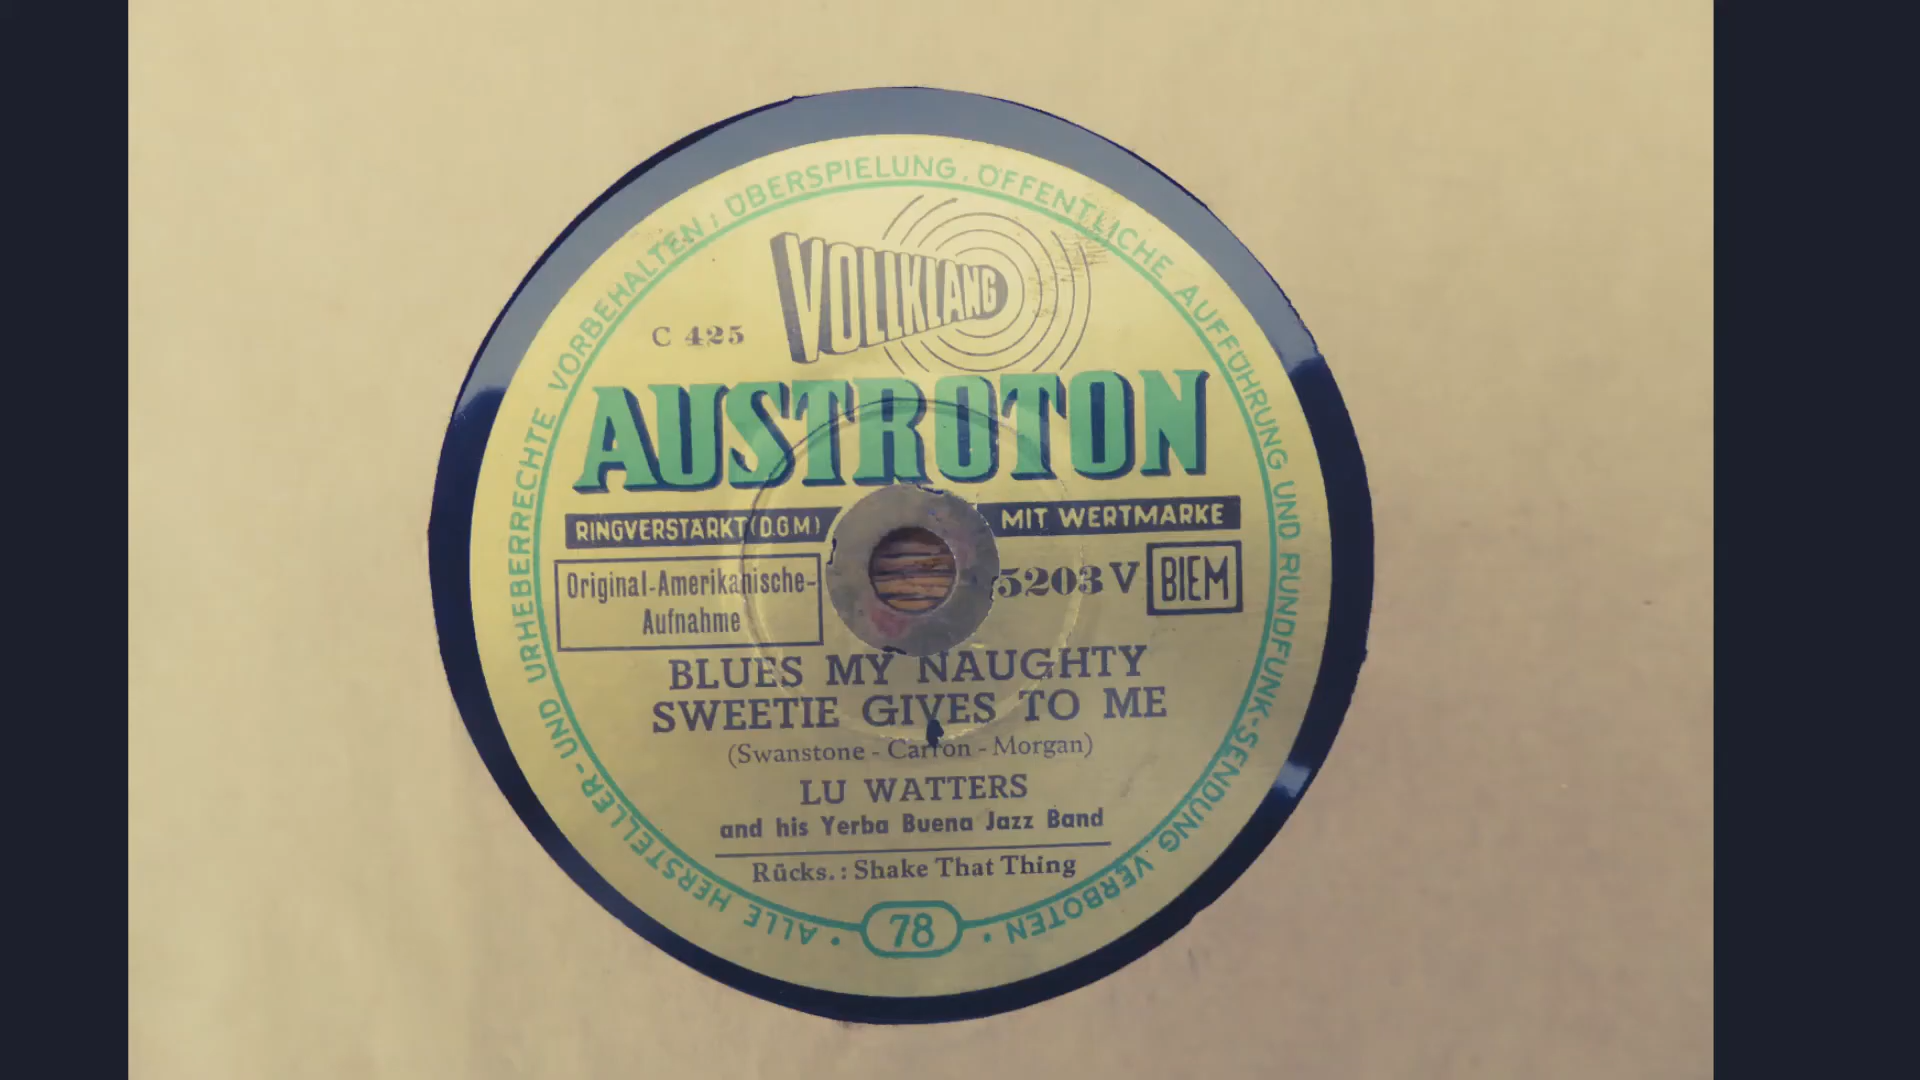 ALLE HERSTELLER-UND URHEBERRECHTE VORBEHALTEN; ÜBERSPIELUNG, ÖFFENTLICHE AUFFÜHRUNG UND RUNDFUNK-SENDUNG VERBOTEN
VOLLKLANG
C 425
AUSTROTON
RINGVERSTÄRKT (D.G.M)
MIT WERTMARKE
Original-Amerikanische-
Aufnahme
5203 V
BIEM
BLUES MY NAUGHTY
SWEETIE GIVES TO ME
(Swanstone - Carron - Morgan)
LU WATTERS
and his Yerba Buena Jazz Band
Rücks.: Shake That Thing
78